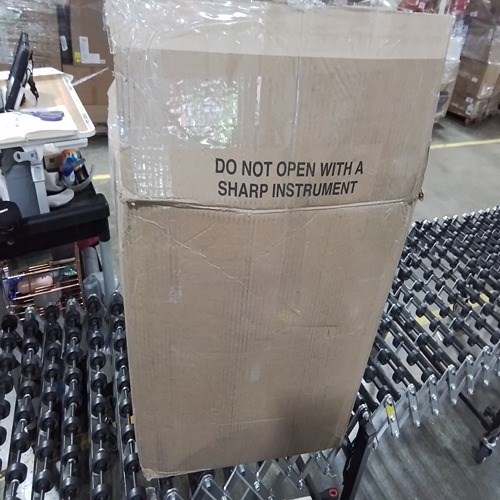 DO NOT OPEN WITH A
SHARP INSTRUMENT